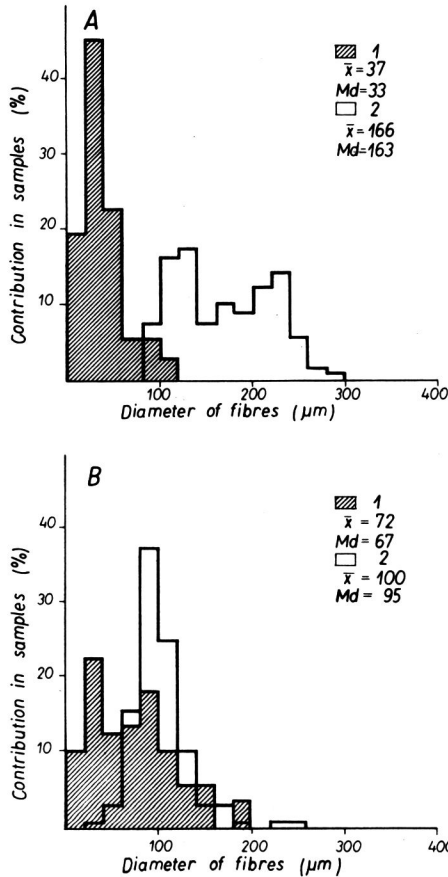 A
1
x̄ = 37
Md = 33
2
x̄ = 166
Md = 163
Contribution in samples (%)
40
30
20
10
100
200
300
400
Diameter of fibres (μm)
B
1
x̄ = 72
Md = 67
2
x̄ = 100
Md = 95
Contribution in samples (%)
40
30
20
10
100
200
300
400
Diameter of fibres (μm)